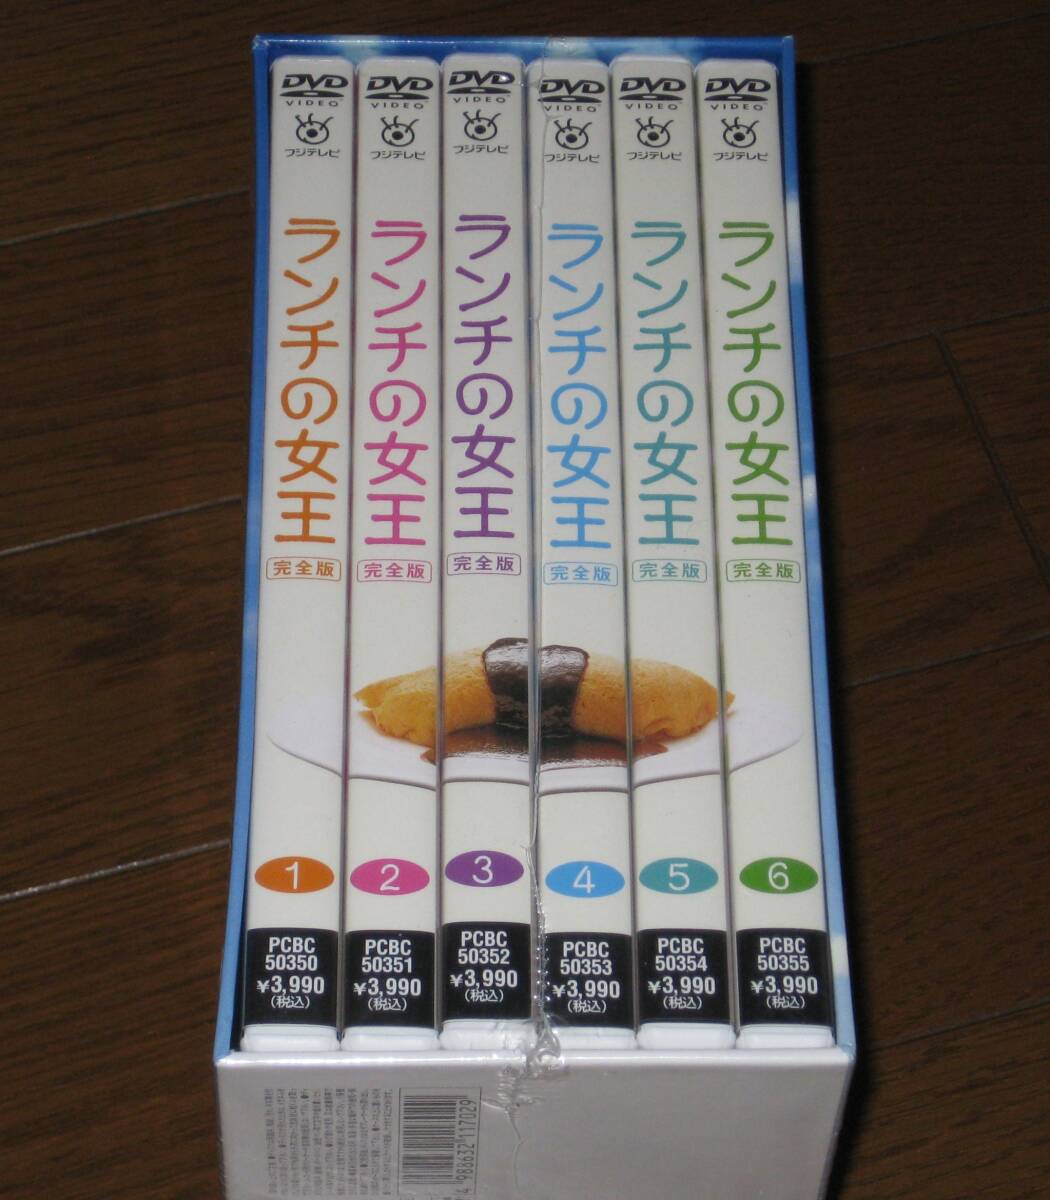 DVD
VIDEO
フジテレビ
ランチの女王
完全版
1
PCBC
50350
¥3,990
(税込)
DVD
VIDEO
フジテレビ
ランチの女王
完全版
2
PCBC
50351
¥3,990
(税込)
DVD
VIDEO
フジテレビ
ランチの女王
完全版
3
PCBC
50352
¥3,990
(税込)
DVD
VIDEO
フジテレビ
ランチの女王
完全版
4
PCBC
50353
¥3,990
(税込)
DVD
VIDEO
フジテレビ
ランチの女王
完全版
5
PCBC
50354
¥3,990
(税込)
DVD
VIDEO
フジテレビ
ランチの女王
完全版
6
PCBC
50355
¥3,990
(税込)
4 988632 117029